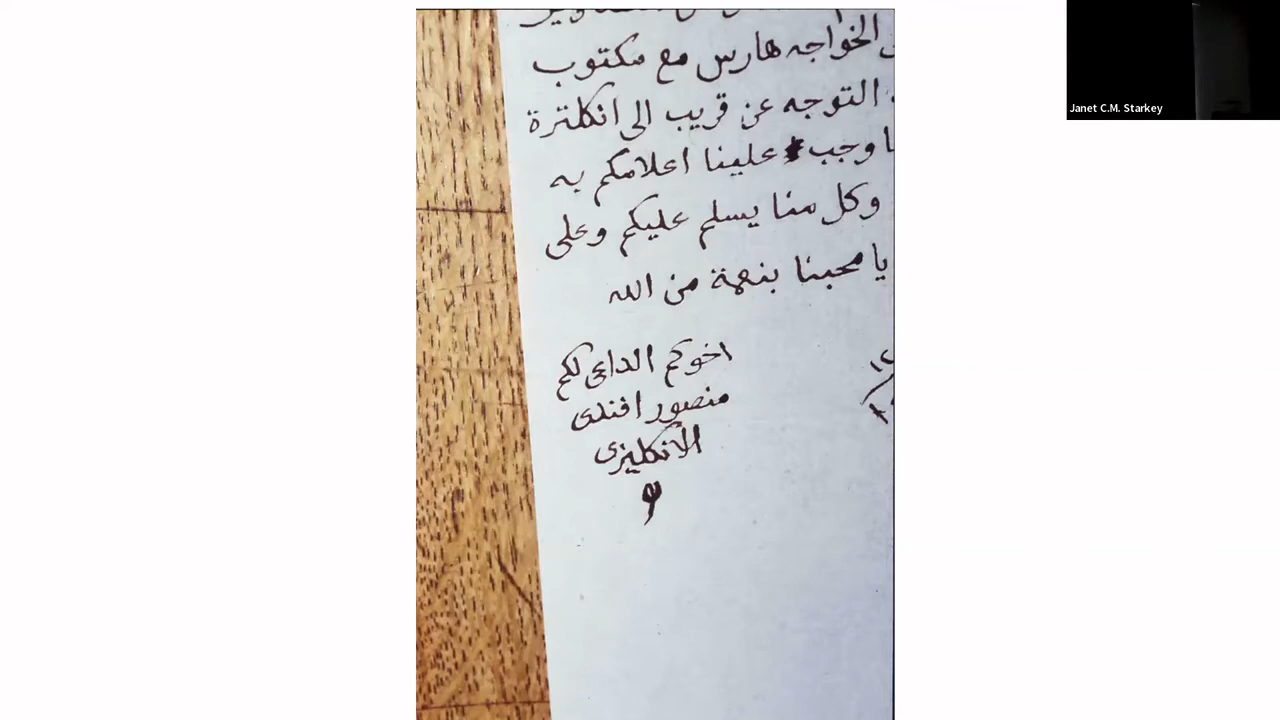 الخواجه هارس مع مكتوب
التوجه عن قريب الى انكلترة
وجب علينا اعلامكم به
وكل منا يسلم عليكم وعلى
يا محبنا بنعمة من الله
اخوكم الداعى لكم
منصور افندى
الانكليزى
١٢
Janet C.M. Starkey